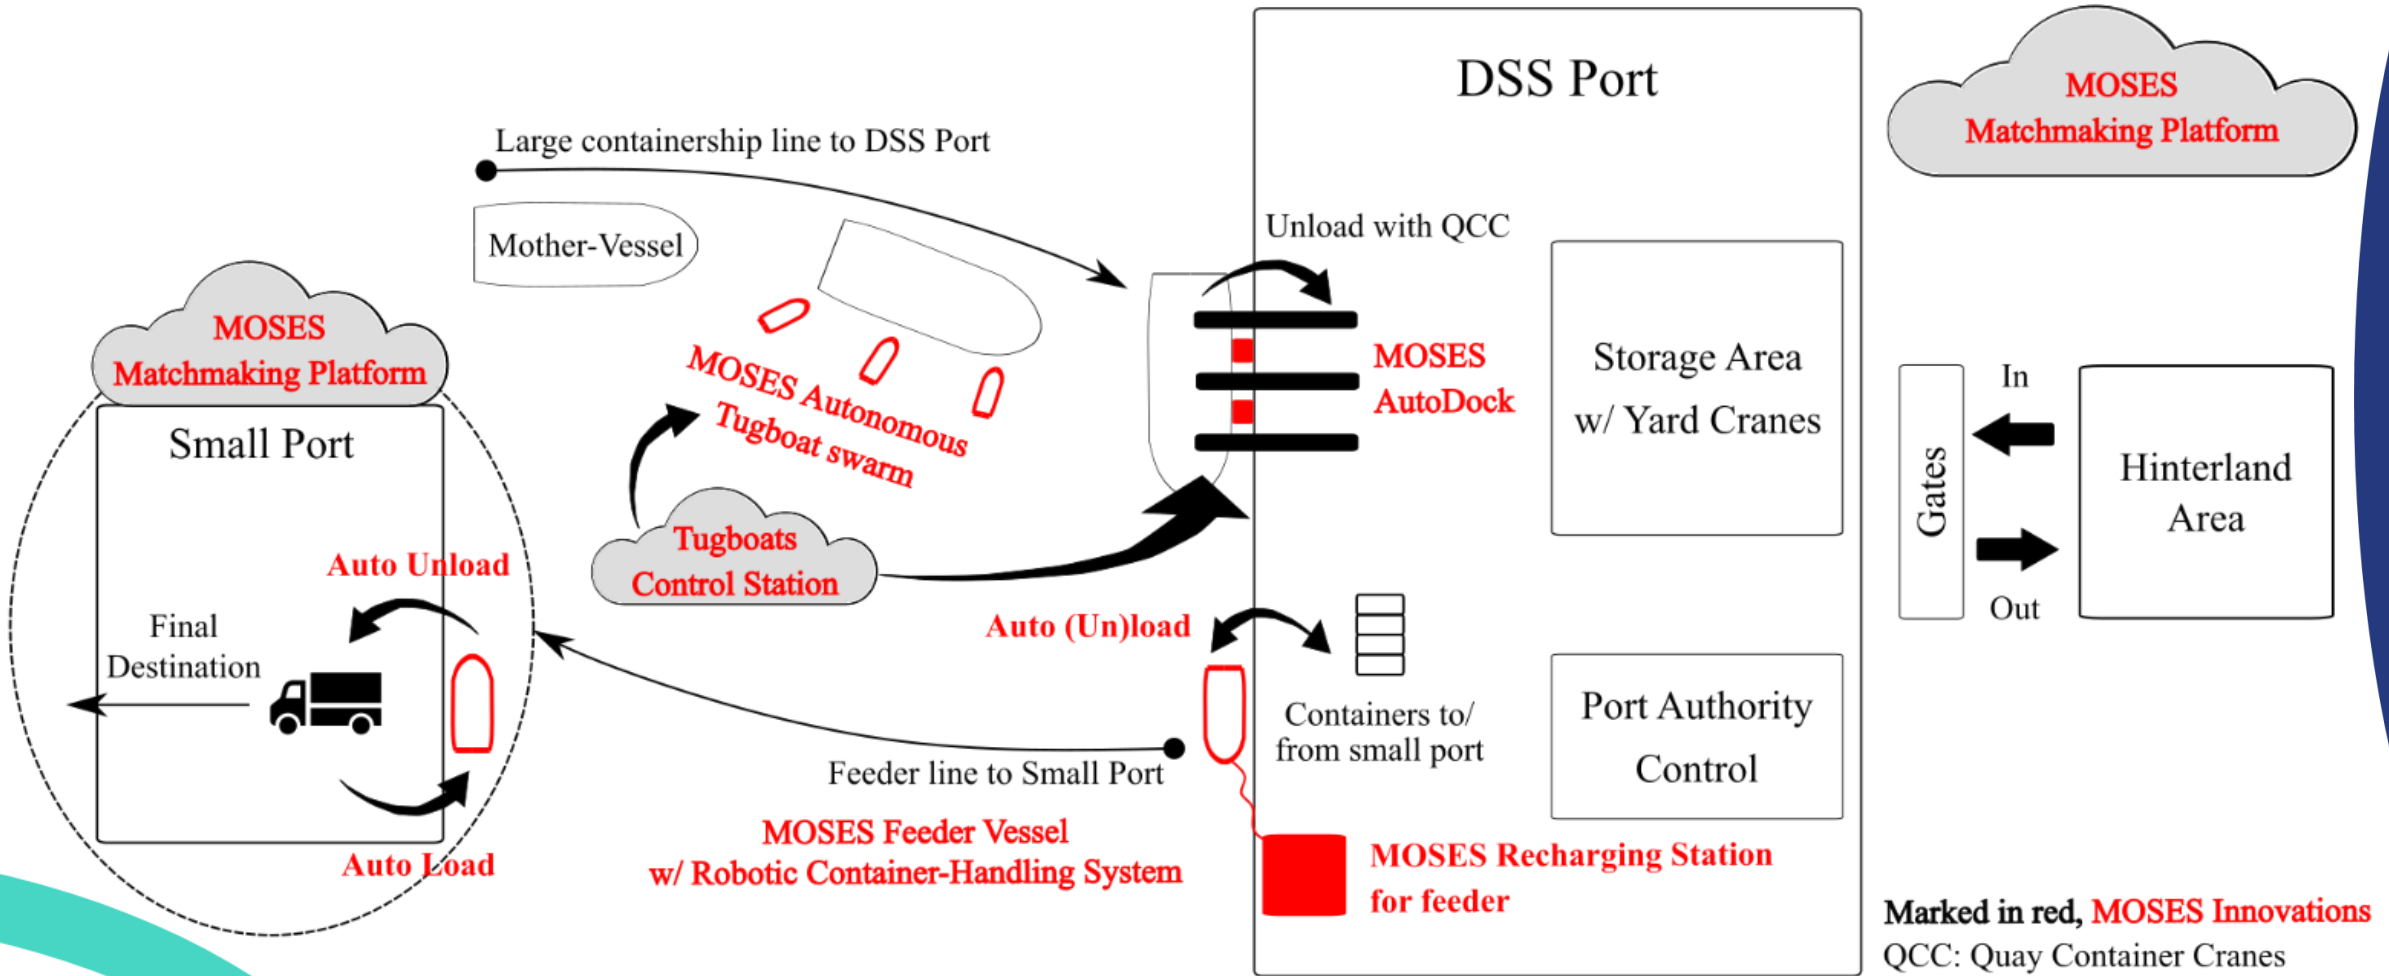 DSS Port
MOSES
Matchmaking Platform
Large containership line to DSS Port
Mother-Vessel
Unload with QCC
MOSES
Matchmaking Platform
MOSES Autonomous
Tugboat swarm
MOSES
AutoDock
Storage Area
w/ Yard Cranes
In
Gates
Out
Hinterland
Area
Small Port
Tugboats
Control Station
Auto Unload
Final
Destination
Auto Load
Auto (Un)load
Containers to/
from small port
Port Authority
Control
Feeder line to Small Port
MOSES Feeder Vessel
w/ Robotic Container-Handling System
MOSES Recharging Station
for feeder
Marked in red, MOSES Innovations
QCC: Quay Container Cranes